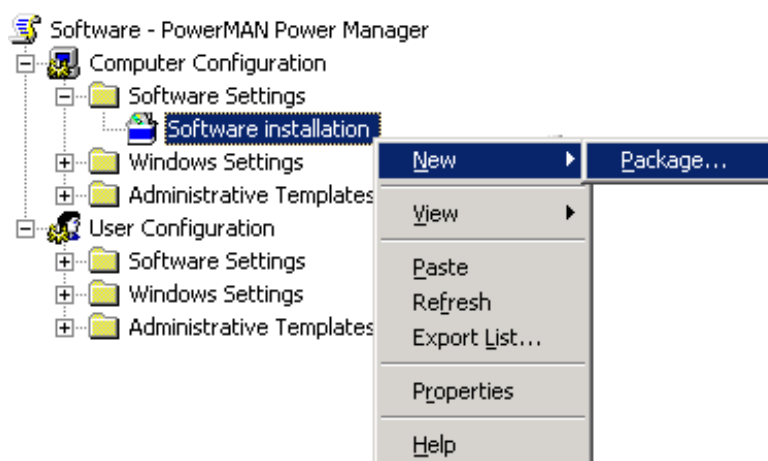 Software - PowerMAN Power Manager
Computer Configuration
Software Settings
Software installation
Windows Settings
Administrative Templates
User Configuration
Software Settings
Windows Settings
Administrative Templates
New
Package...
View
Paste
Refresh
Export List...
Properties
Help